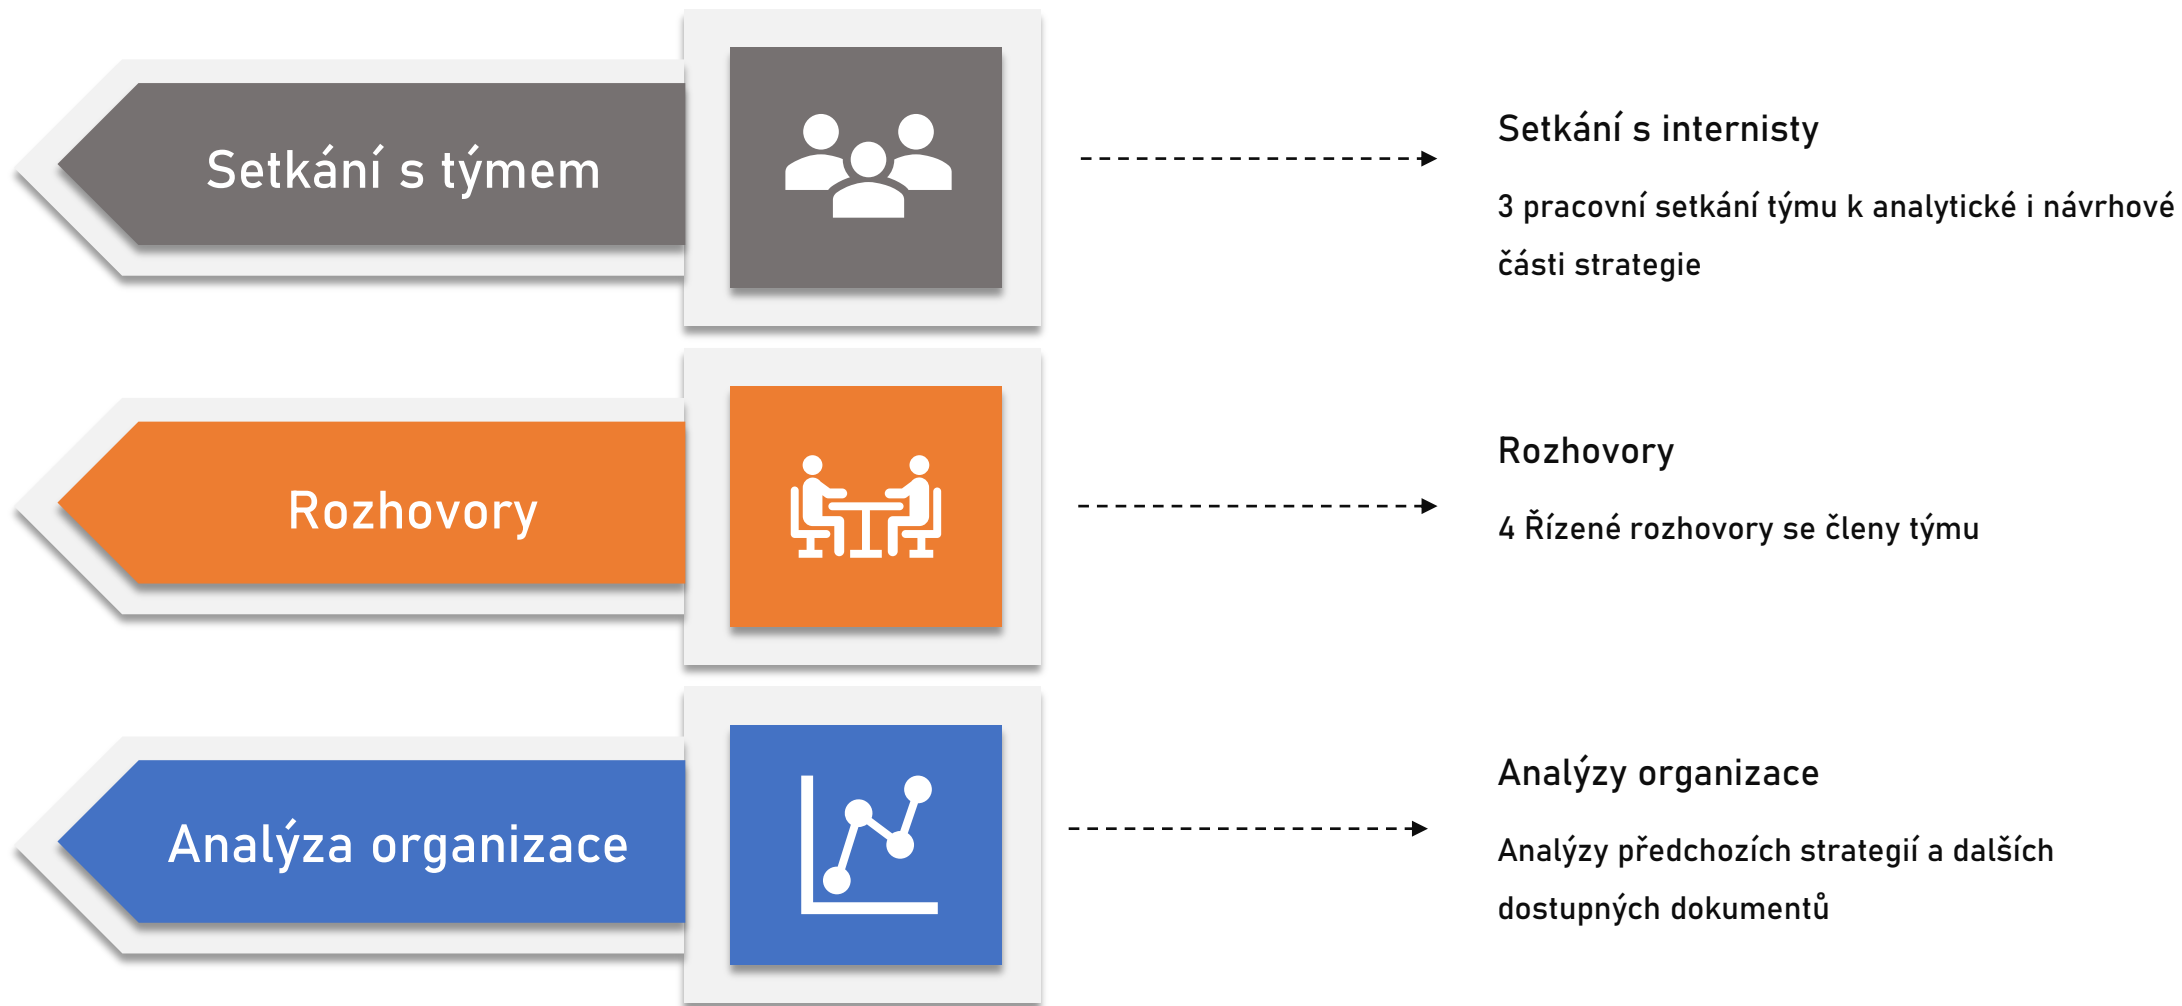 Setkání s týmem
Setkání s internisty
3 pracovní setkání týmu k analytické i návrhové
části strategie
Rozhovory
Rozhovory
4 Řízené rozhovory se členy týmu
Analýza organizace
Analýzy organizace
Analýzy předchozích strategií a dalších
dostupných dokumentů